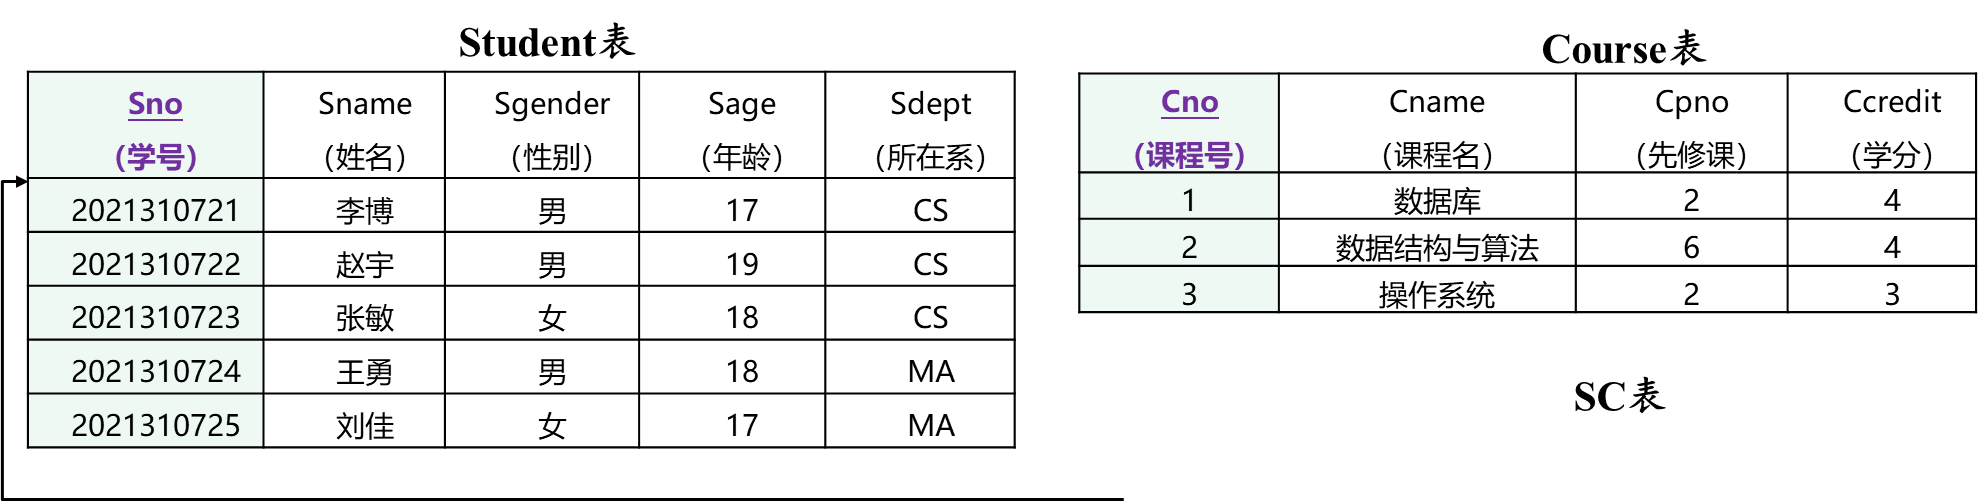 Student表
Sno Sname Sgender Sage Sdept
(学号) (姓名) (性别) (年龄) (所在系)
2021310721 李博 男 17 CS
2021310722 赵宇 男 19 CS
2021310723 张敏 女 18 CS
2021310724 王勇 男 18 MA
2021310725 刘佳 女 17 MA
Course表
Cno Cname Cpno Ccredit
(课程号) (课程名) (先修课) (学分)
1 数据库 2 4
2 数据结构与算法 6 4
3 操作系统 2 3
SC表